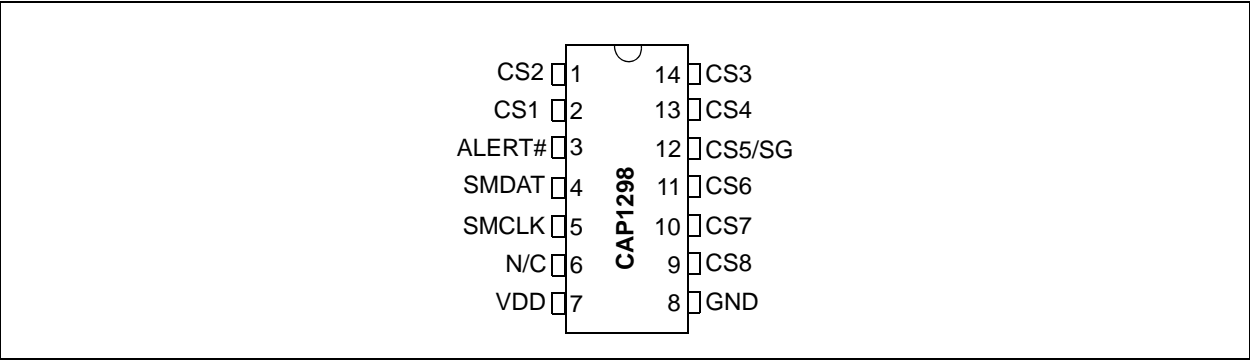 CS2 1 14 CS3
CS1 2 13 CS4
ALERT# 3 12 CS5/SG
SMDAT 4 11 CS6
SMCLK 5 10 CS7
N/C 6 9 CS8
VDD 7 8 GND
CAP1298